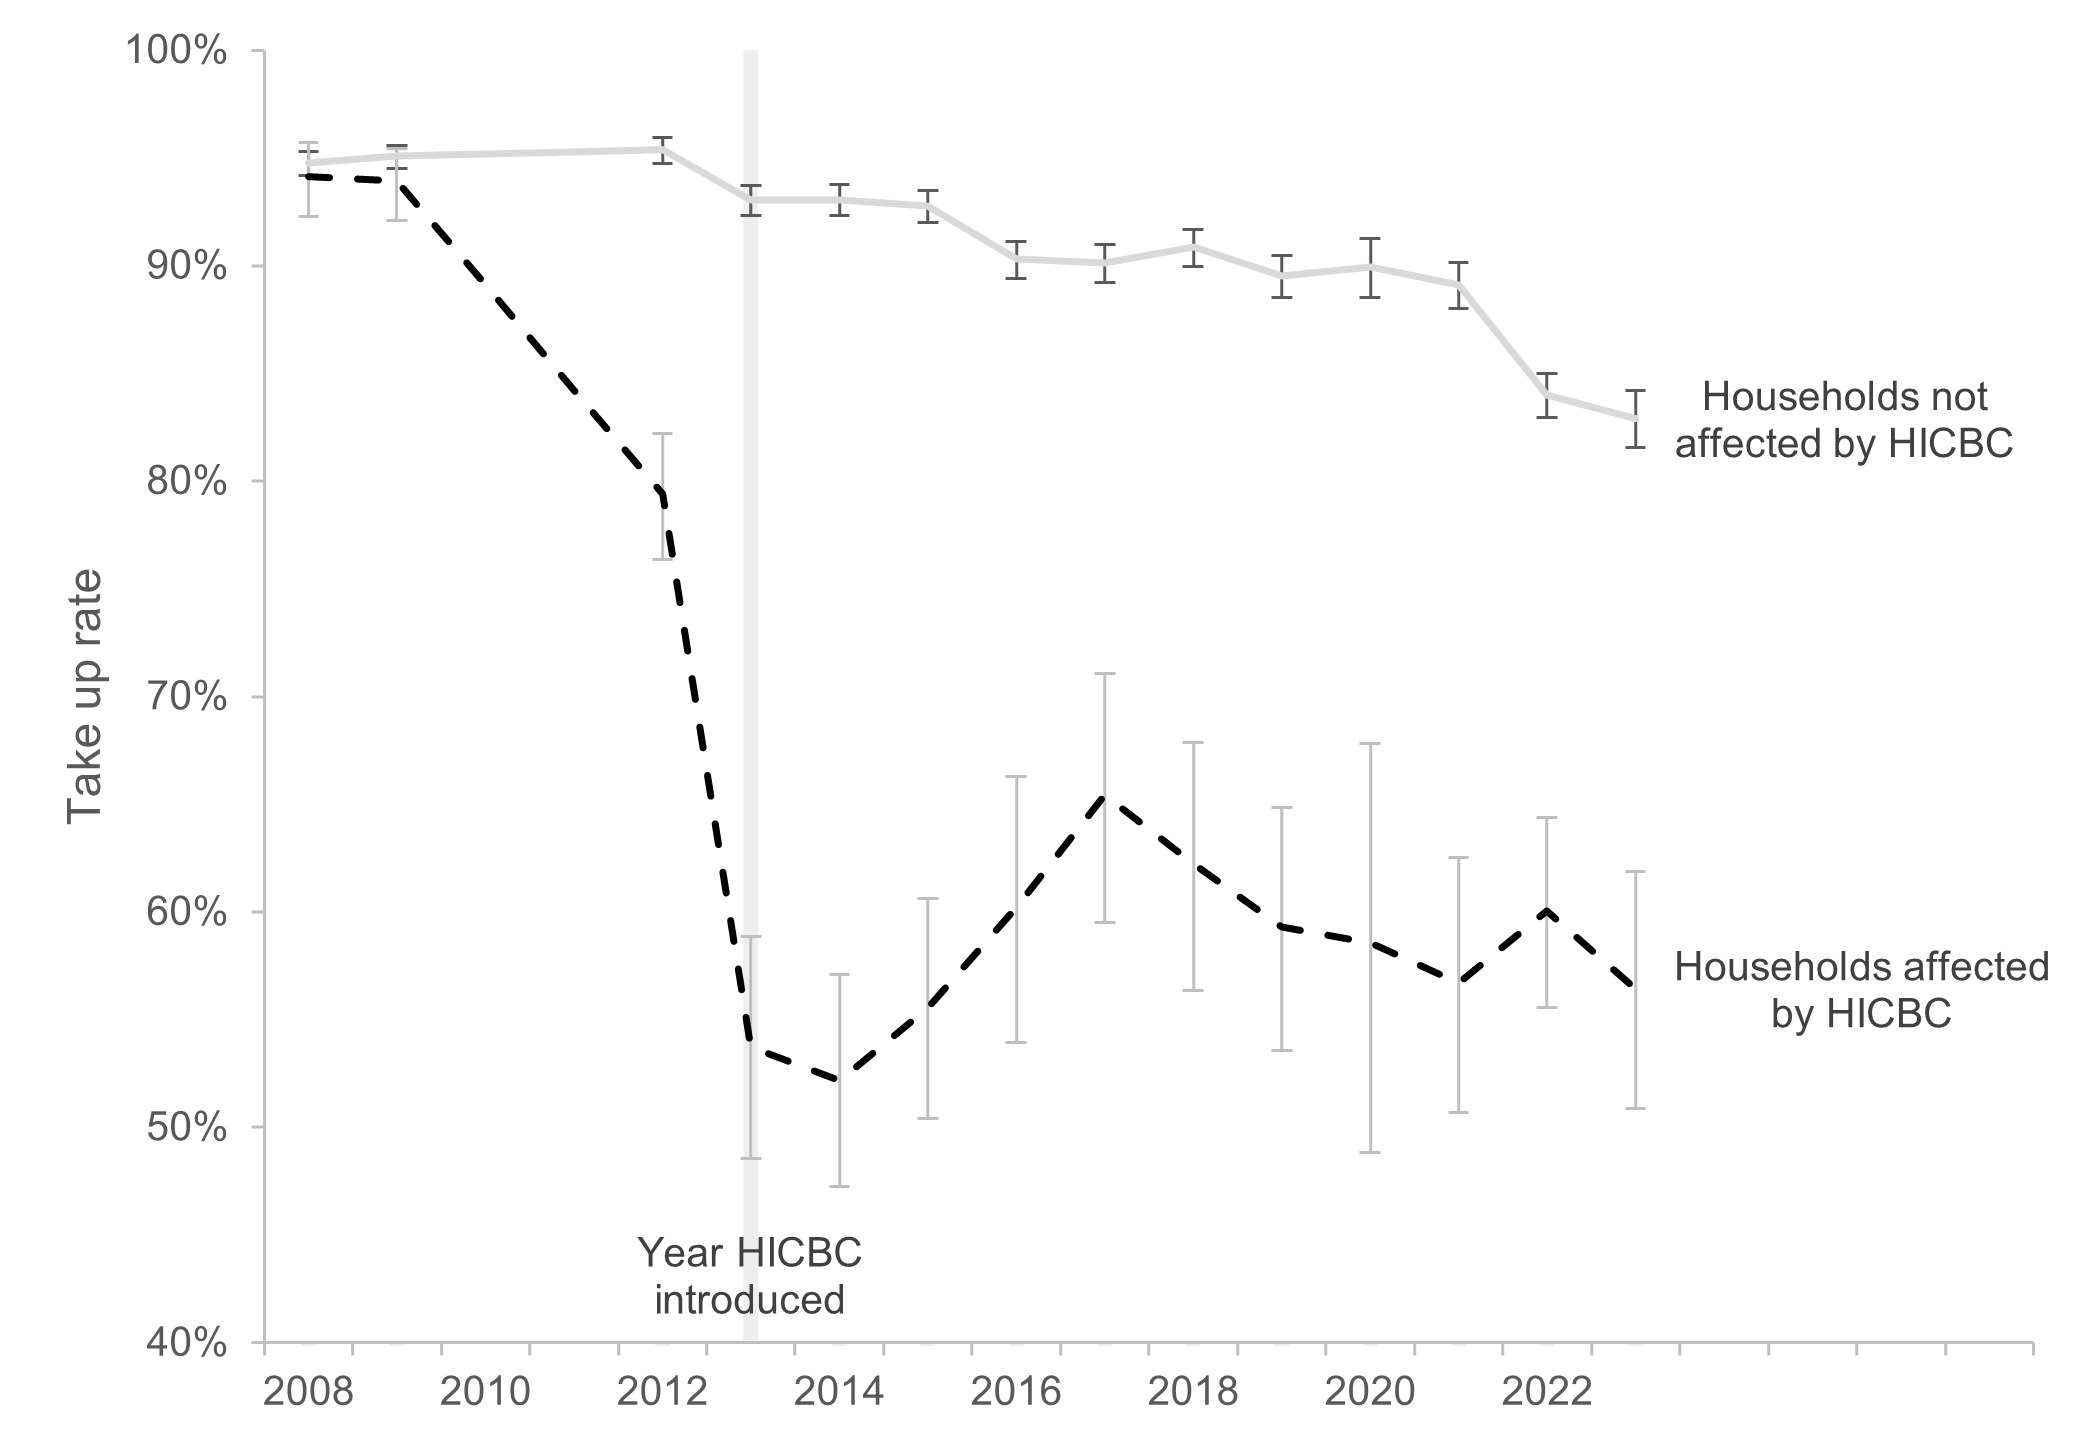 100%
90%
80%
70%
60%
50%
40%
Take up rate
Households not
affected by HICBC
Households affected
by HICBC
Year HICBC
introduced
2008 2010 2012 2014 2016 2018 2020 2022